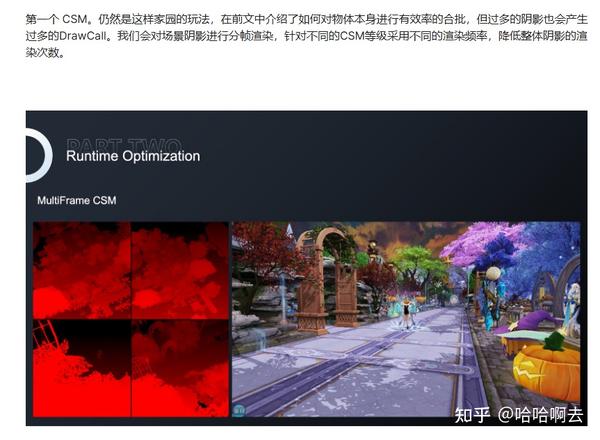 第一个 CSM。仍然是这样家园的玩法，在前文中介绍了如何对物体本身进行有效率的合批，但过多的阴影也会产生
过多的DrawCall。我们会对场景阴影进行分帧渲染，针对不同的CSM等级采用不同的渲染频率，降低整体阴影的渲
染次数。
PART TWO
Runtime Optimization
MultiFrame CSM
知乎 @哈哈啊去